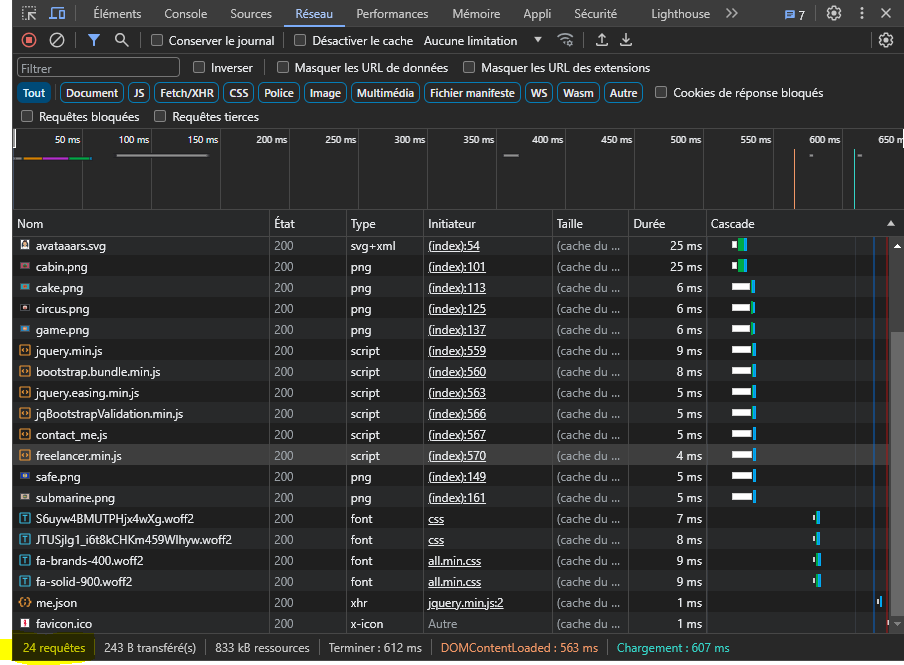 Éléments Console Sources Réseau Performances Mémoire Appli Sécurité Lighthouse 7
Conserver le journal Désactiver le cache Aucune limitation
Filtrer Inverser Masquer les URL de données Masquer les URL des extensions
Tout Document JS Fetch/XHR CSS Police Image Multimédia Fichier manifeste WS Wasm Autre Cookies de réponse bloqués
Requêtes bloquées Requêtes tierces
50 ms 100 ms 150 ms 200 ms 250 ms 300 ms 350 ms 400 ms 450 ms 500 ms 550 ms 600 ms 650 m
Nom État Type Initiateur Taille Durée Cascade
avataaars.svg 200 svg+xml (index):54 (cache du ... 25 ms
cabin.png 200 png (index):101 (cache du ... 25 ms
cake.png 200 png (index):113 (cache du ... 6 ms
circus.png 200 png (index):125 (cache du ... 6 ms
game.png 200 png (index):137 (cache du ... 6 ms
jquery.min.js 200 script (index):559 (cache du ... 9 ms
bootstrap.bundle.min.js 200 script (index):560 (cache du ... 8 ms
jquery.easing.min.js 200 script (index):563 (cache du ... 5 ms
jqBootstrapValidation.min.js 200 script (index):566 (cache du ... 5 ms
contact_me.js 200 script (index):567 (cache du ... 5 ms
freelancer.min.js 200 script (index):570 (cache du ... 4 ms
safe.png 200 png (index):149 (cache du ... 5 ms
submarine.png 200 png (index):161 (cache du ... 5 ms
S6uyw4BMUTPHjx4wXg.woff2 200 font css (cache du ... 7 ms
JTUSjIg1_i6t8kCHKm459WIhyw.woff2 200 font css (cache du ... 8 ms
fa-brands-400.woff2 200 font all.min.css (cache du ... 9 ms
fa-solid-900.woff2 200 font all.min.css (cache du ... 9 ms
me.json 200 xhr jquery.min.js:2 (cache du ... 1 ms
favicon.ico 200 x-icon Autre (cache du ... 1 ms
24 requêtes 243 B transféré(s) 833 kB ressources Terminer : 612 ms DOMContentLoaded : 563 ms Chargement : 607 ms